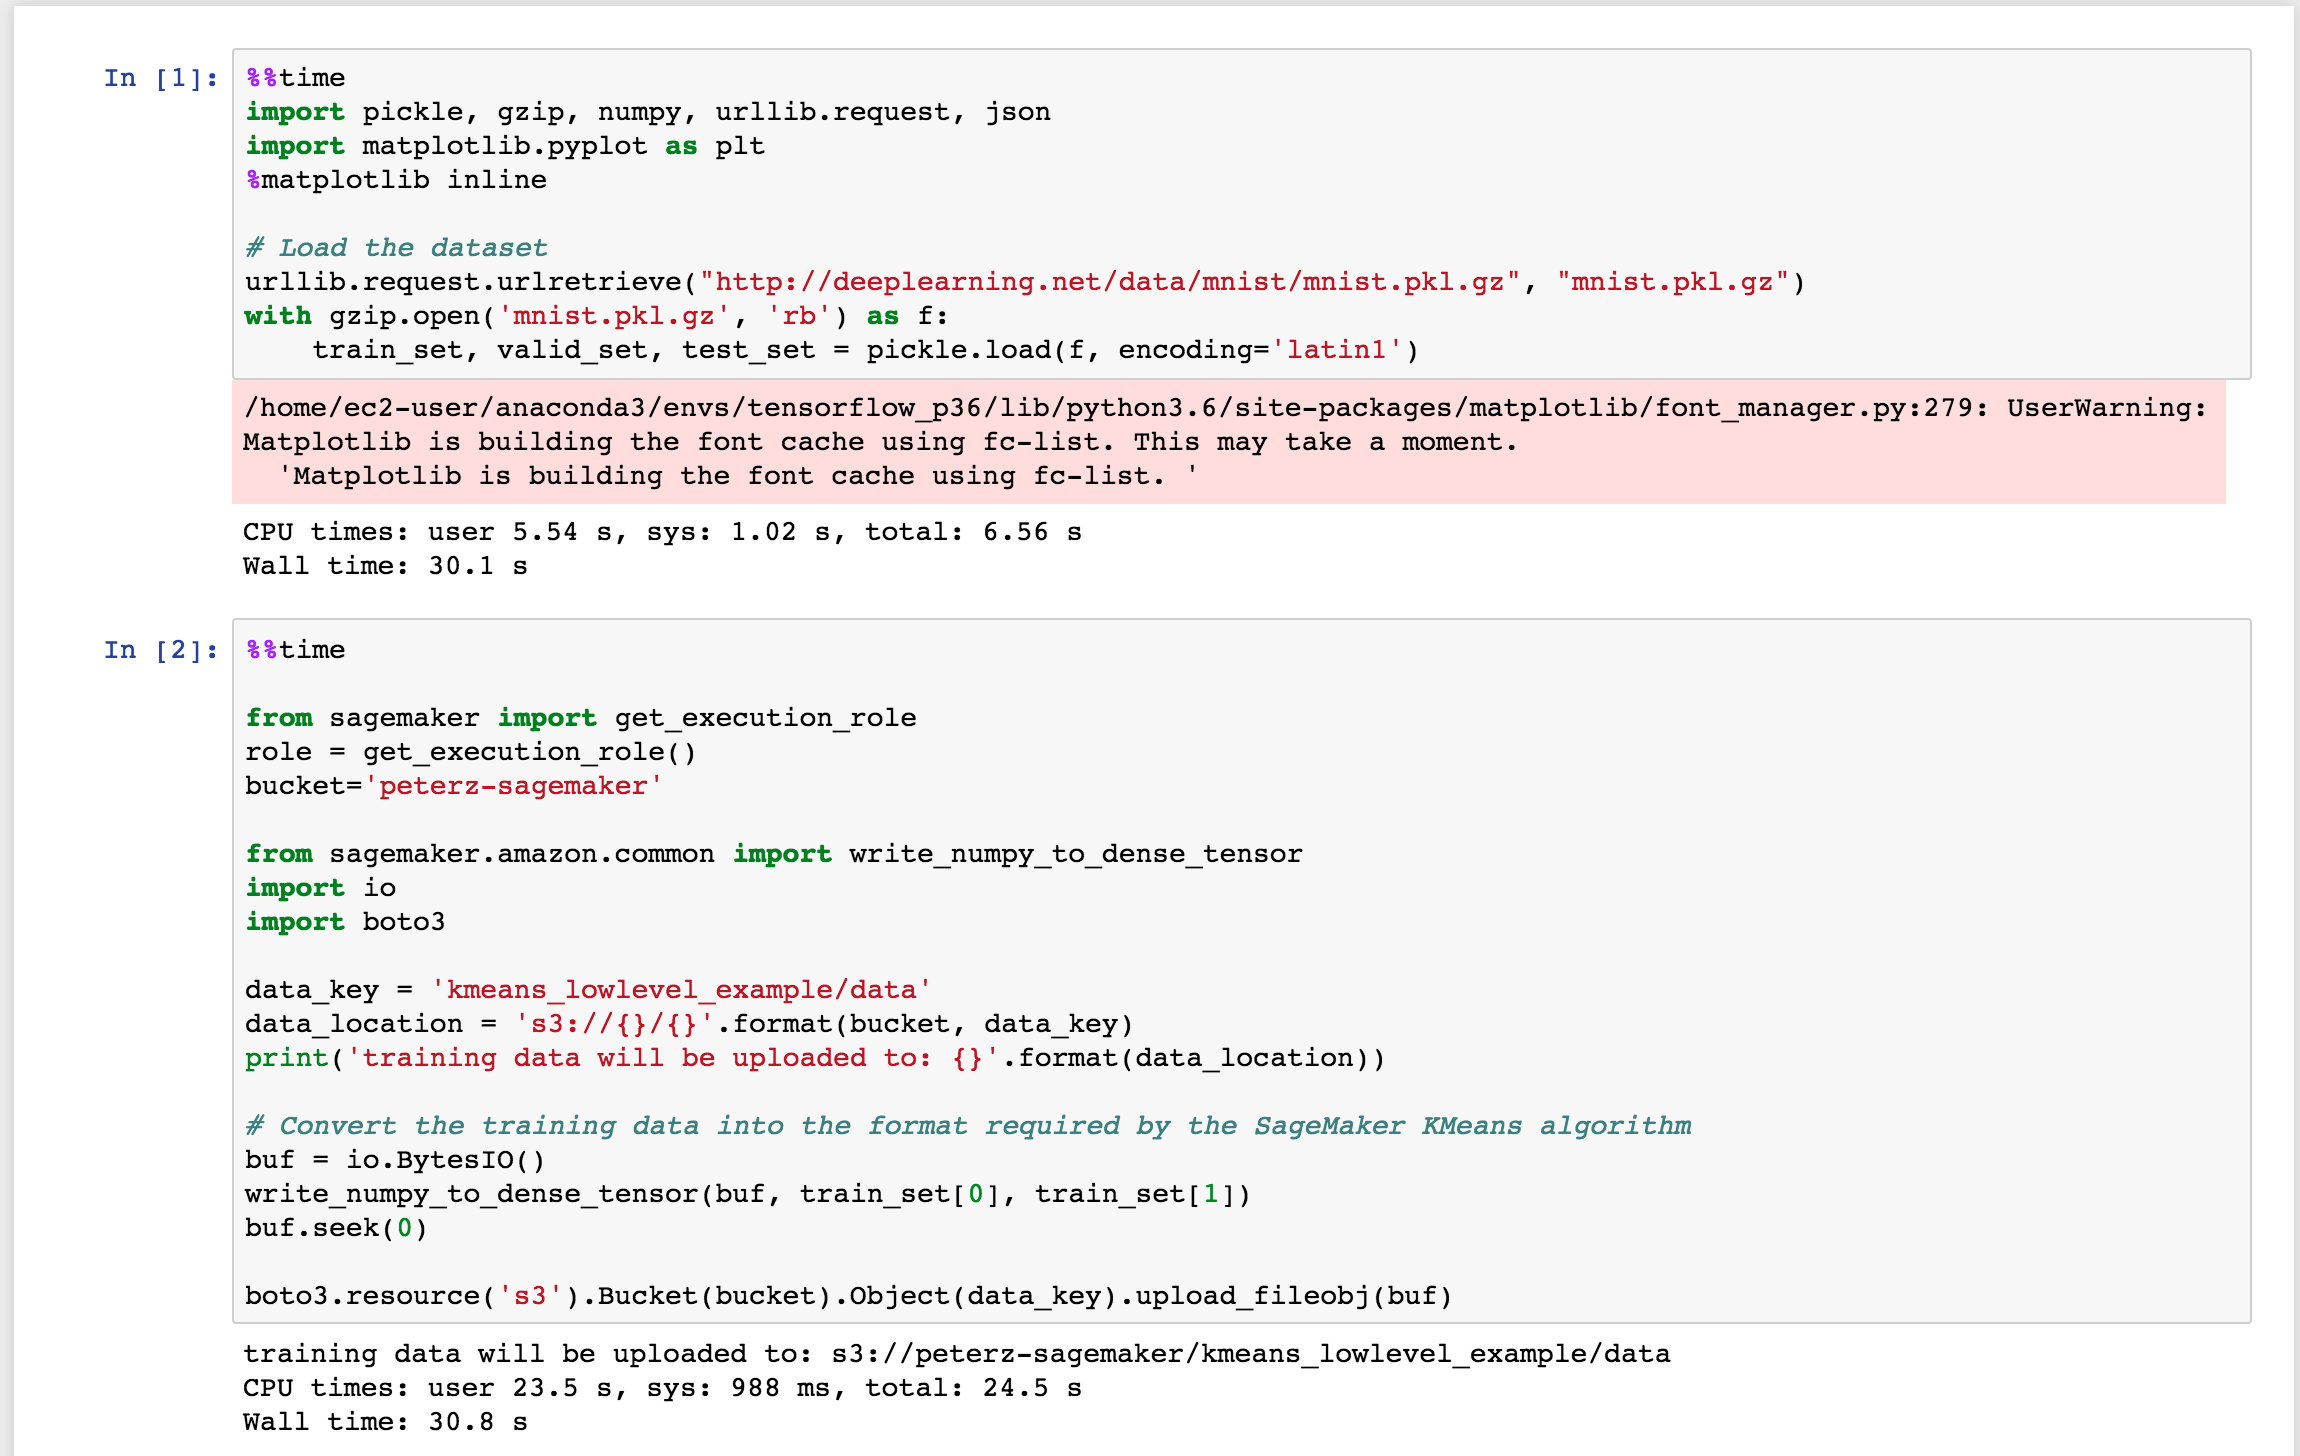 In [1]:
%%time
import pickle, gzip, numpy, urllib.request, json
import matplotlib.pyplot as plt
%matplotlib inline
# Load the dataset
urllib.request.urlretrieve("http://deeplearning.net/data/mnist/mnist.pkl.gz", "mnist.pkl.gz")
with gzip.open('mnist.pkl.gz', 'rb') as f:
    train_set, valid_set, test_set = pickle.load(f, encoding='latin1')
/home/ec2-user/anaconda3/envs/tensorflow_p36/lib/python3.6/site-packages/matplotlib/font_manager.py:279: UserWarning:
Matplotlib is building the font cache using fc-list. This may take a moment.
  'Matplotlib is building the font cache using fc-list. '
CPU times: user 5.54 s, sys: 1.02 s, total: 6.56 s
Wall time: 30.1 s
In [2]:
%%time
from sagemaker import get_execution_role
role = get_execution_role()
bucket='peterz-sagemaker'
from sagemaker.amazon.common import write_numpy_to_dense_tensor
import io
import boto3
data_key = 'kmeans_lowlevel_example/data'
data_location = 's3://{}/{}'.format(bucket, data_key)
print('training data will be uploaded to: {}'.format(data_location))
# Convert the training data into the format required by the SageMaker KMeans algorithm
buf = io.BytesIO()
write_numpy_to_dense_tensor(buf, train_set[0], train_set[1])
buf.seek(0)
boto3.resource('s3').Bucket(bucket).Object(data_key).upload_fileobj(buf)
training data will be uploaded to: s3://peterz-sagemaker/kmeans_lowlevel_example/data
CPU times: user 23.5 s, sys: 988 ms, total: 24.5 s
Wall time: 30.8 s